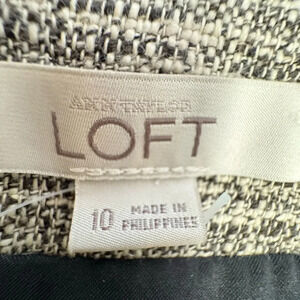 ANN TAYLOR
LOFT
10
MADE IN
PHILIPPINES